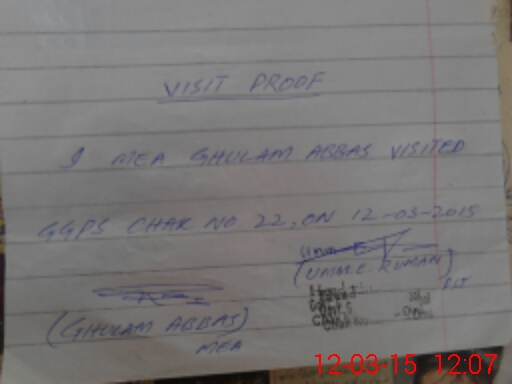 VISIT PROOF
I MEA GHULAM ABBAS VISITED
GGPS CHAK NO 22, ON 12-03-2015
(UMM.E.RUMAN)
(GHULAM ABBAS)
MEA
12-03-15 12:07